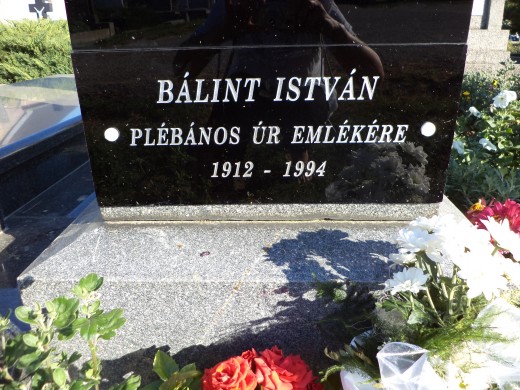 BÁLINT ISTVÁN
PLÉBÁNOS ÚR EMLÉKÉRE
1912 - 1994